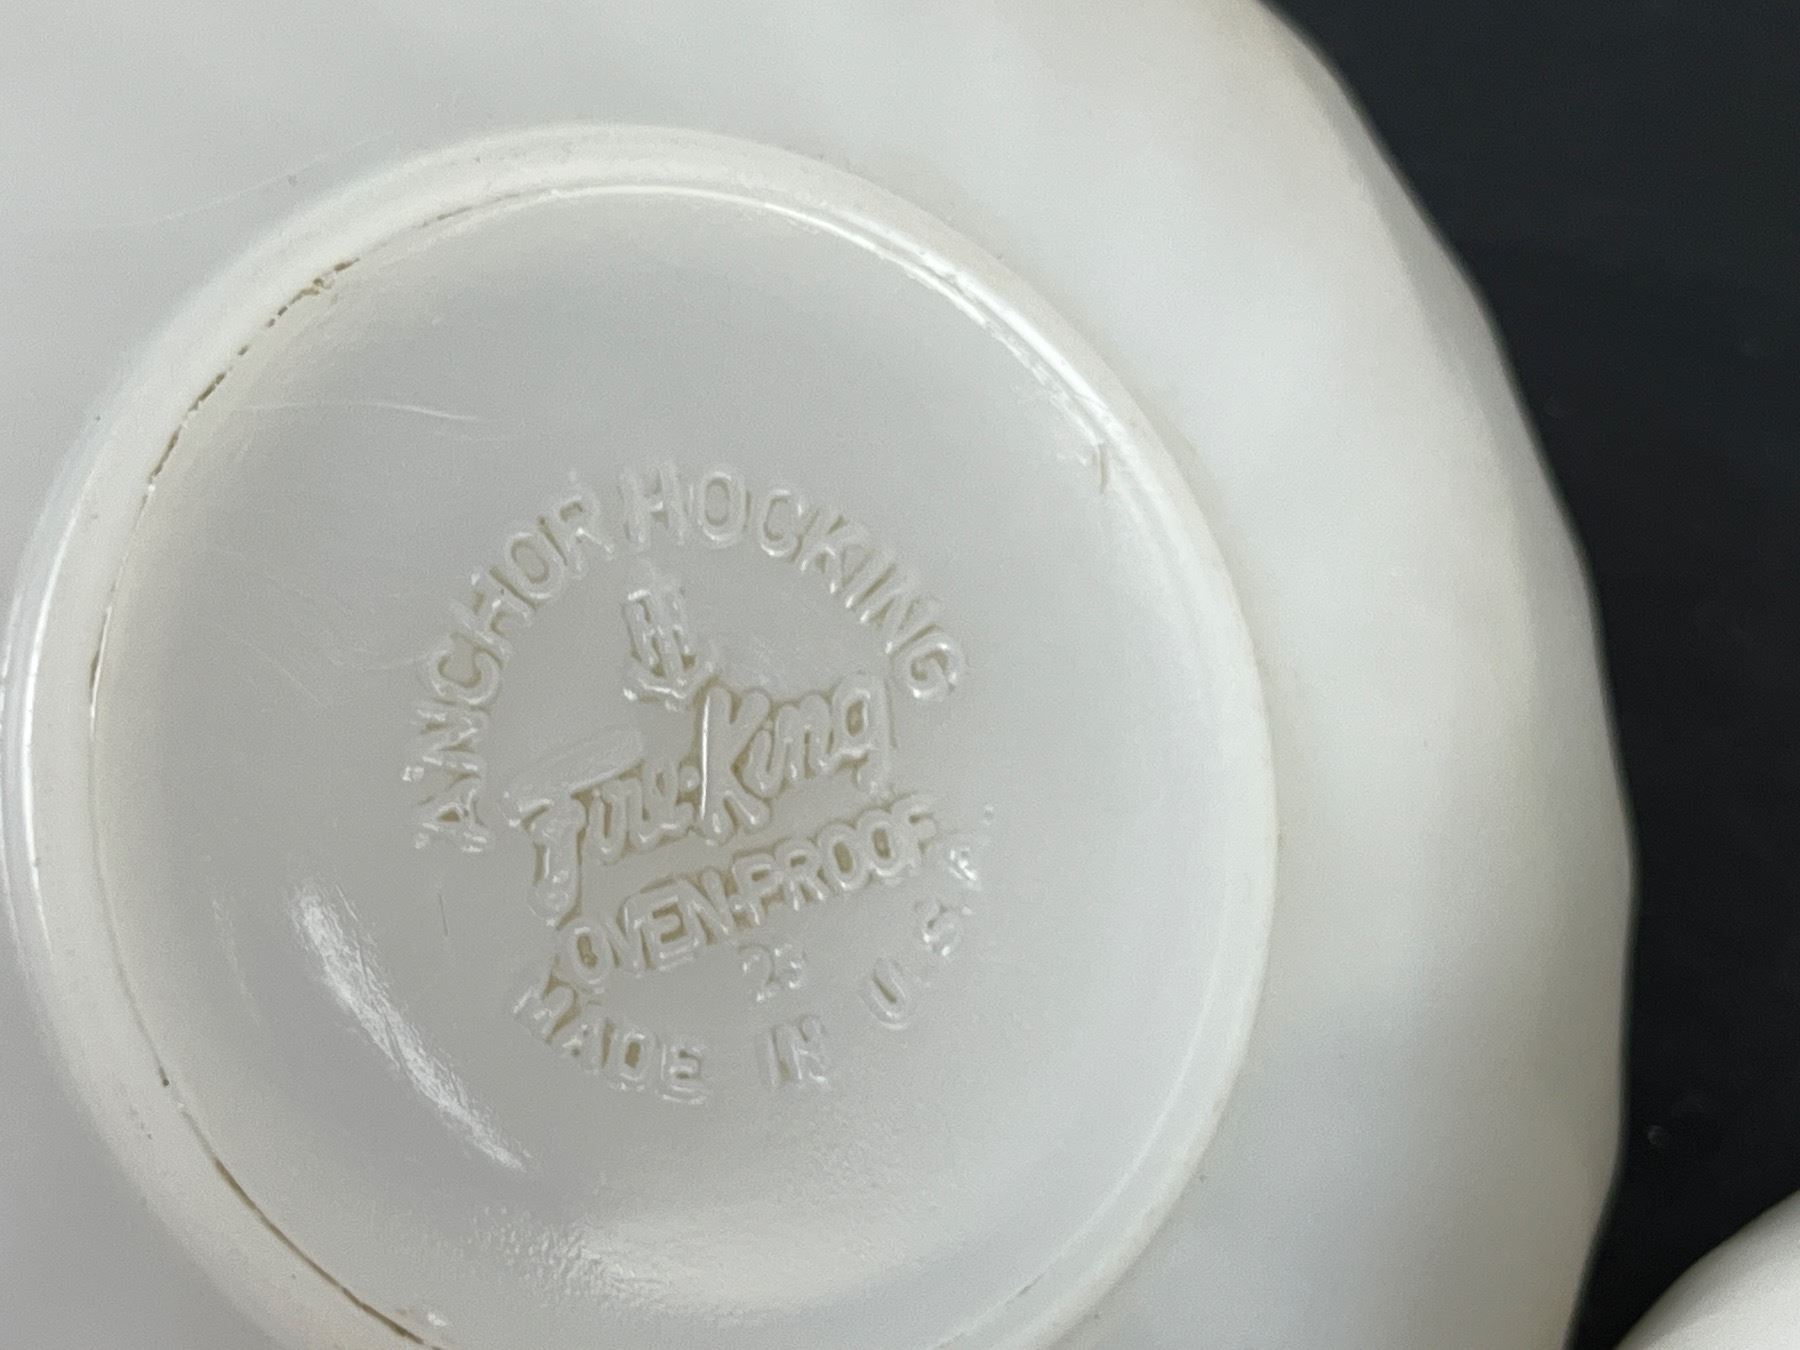 ANCHOR HOCKING
Fire-King
OVEN-PROOF
25
MADE IN U.S.A.